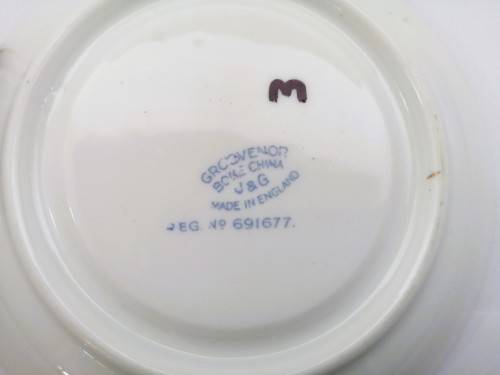 M
GROSVENOR
BONE CHINA
J & G
MADE IN ENGLAND
REG. Nº 691677.